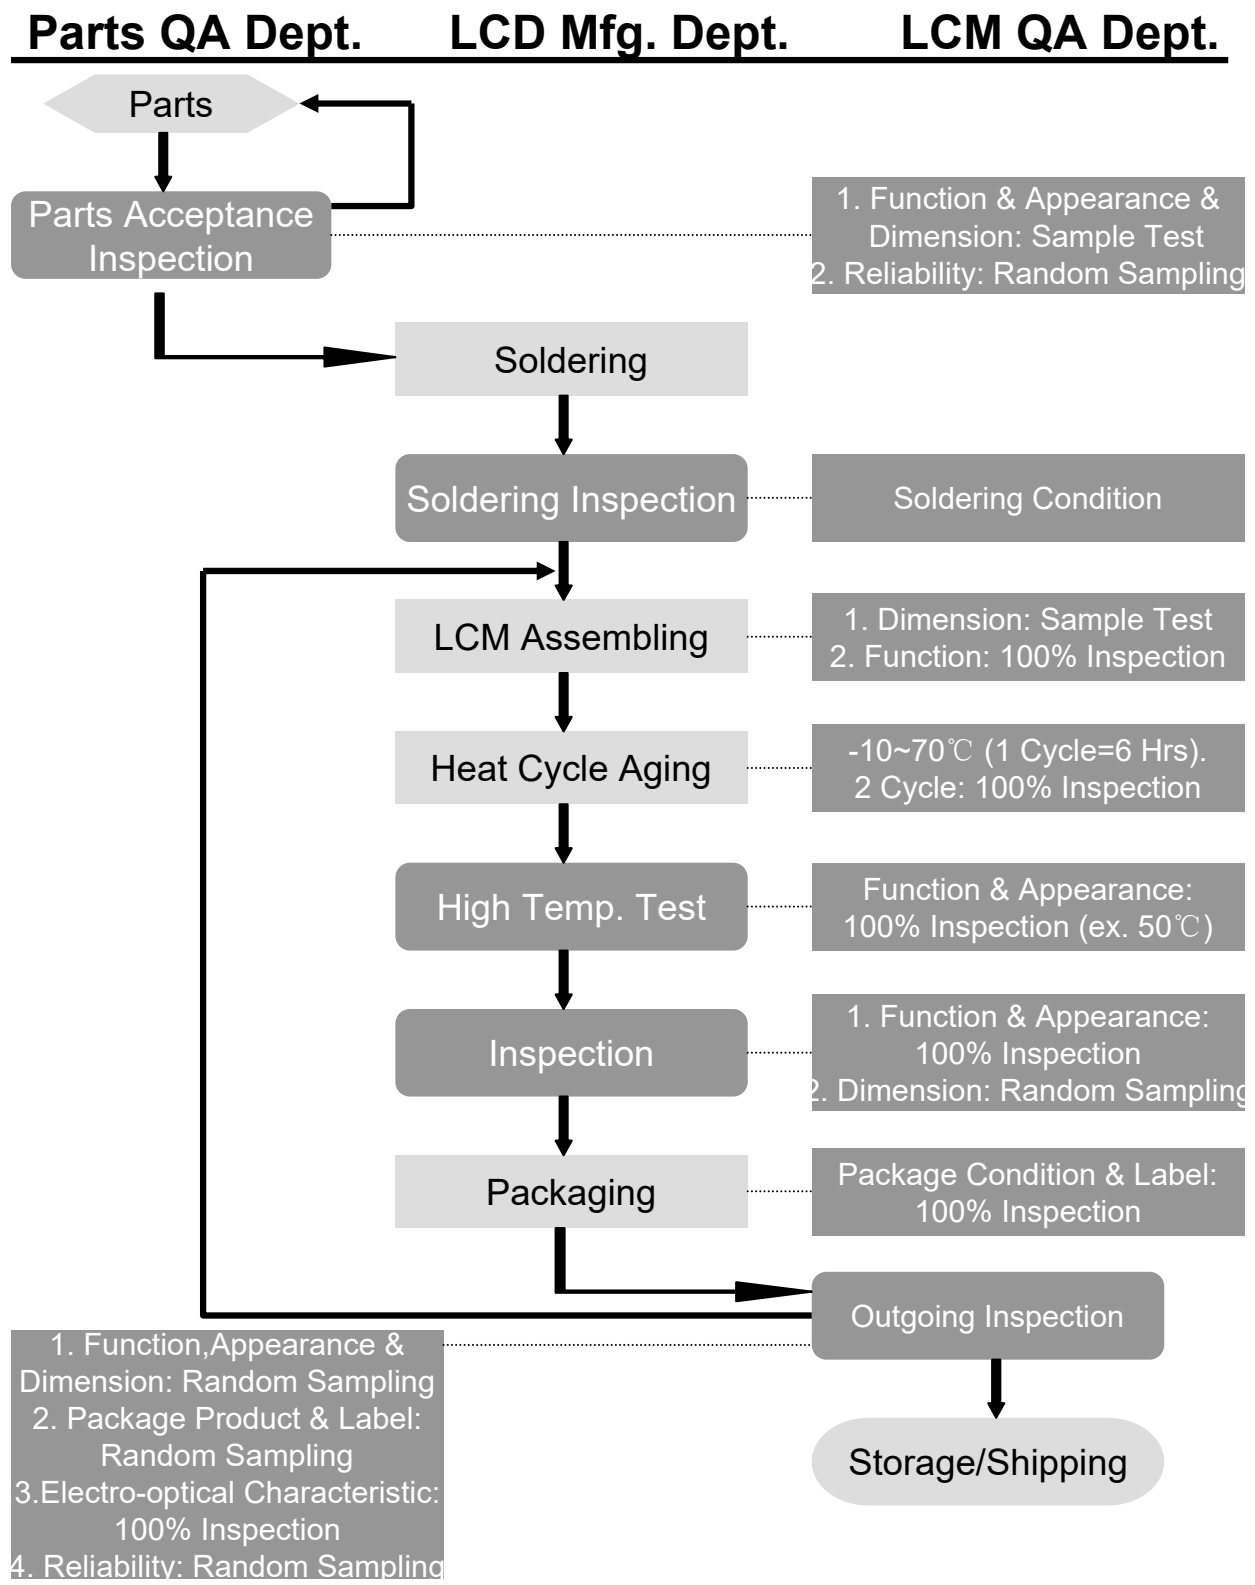 Parts QA Dept.
LCD Mfg. Dept.
LCM QA Dept.
Parts
Parts Acceptance
Inspection
1. Function & Appearance &
Dimension: Sample Test
2. Reliability: Random Sampling
Soldering
Soldering Inspection
Soldering Condition
LCM Assembling
1. Dimension: Sample Test
2. Function: 100% Inspection
Heat Cycle Aging
-10~70℃ (1 Cycle=6 Hrs).
2 Cycle: 100% Inspection
High Temp. Test
Function & Appearance:
100% Inspection (ex. 50℃)
Inspection
1. Function & Appearance:
100% Inspection
2. Dimension: Random Sampling
Packaging
Package Condition & Label:
100% Inspection
Outgoing Inspection
1. Function,Appearance &
Dimension: Random Sampling
2. Package Product & Label:
Random Sampling
3.Electro-optical Characteristic:
100% Inspection
4. Reliability: Random Sampling
Storage/Shipping